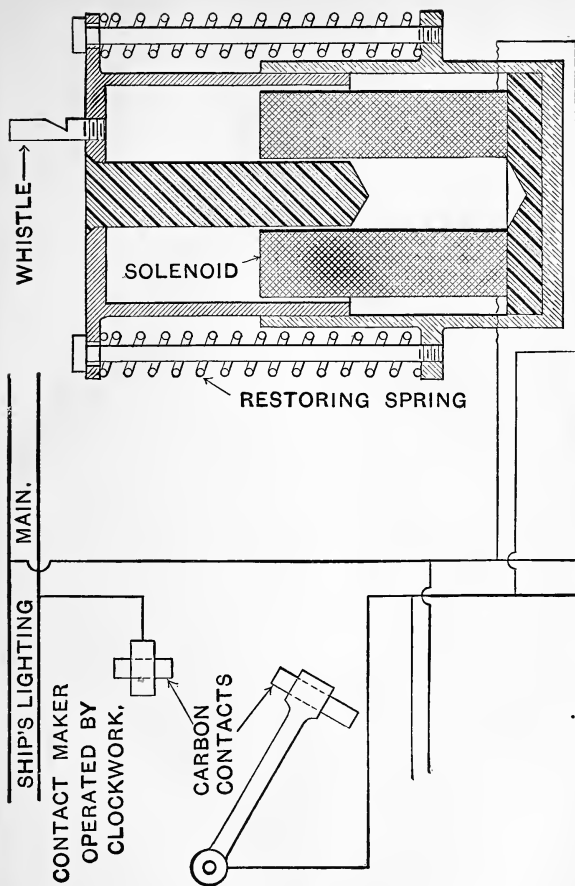 WHISTLE
SOLENOID
RESTORING SPRING
SHIP'S LIGHTING MAIN.
CONTACT MAKER
OPERATED BY
CLOCKWORK,
CARBON
CONTACTS